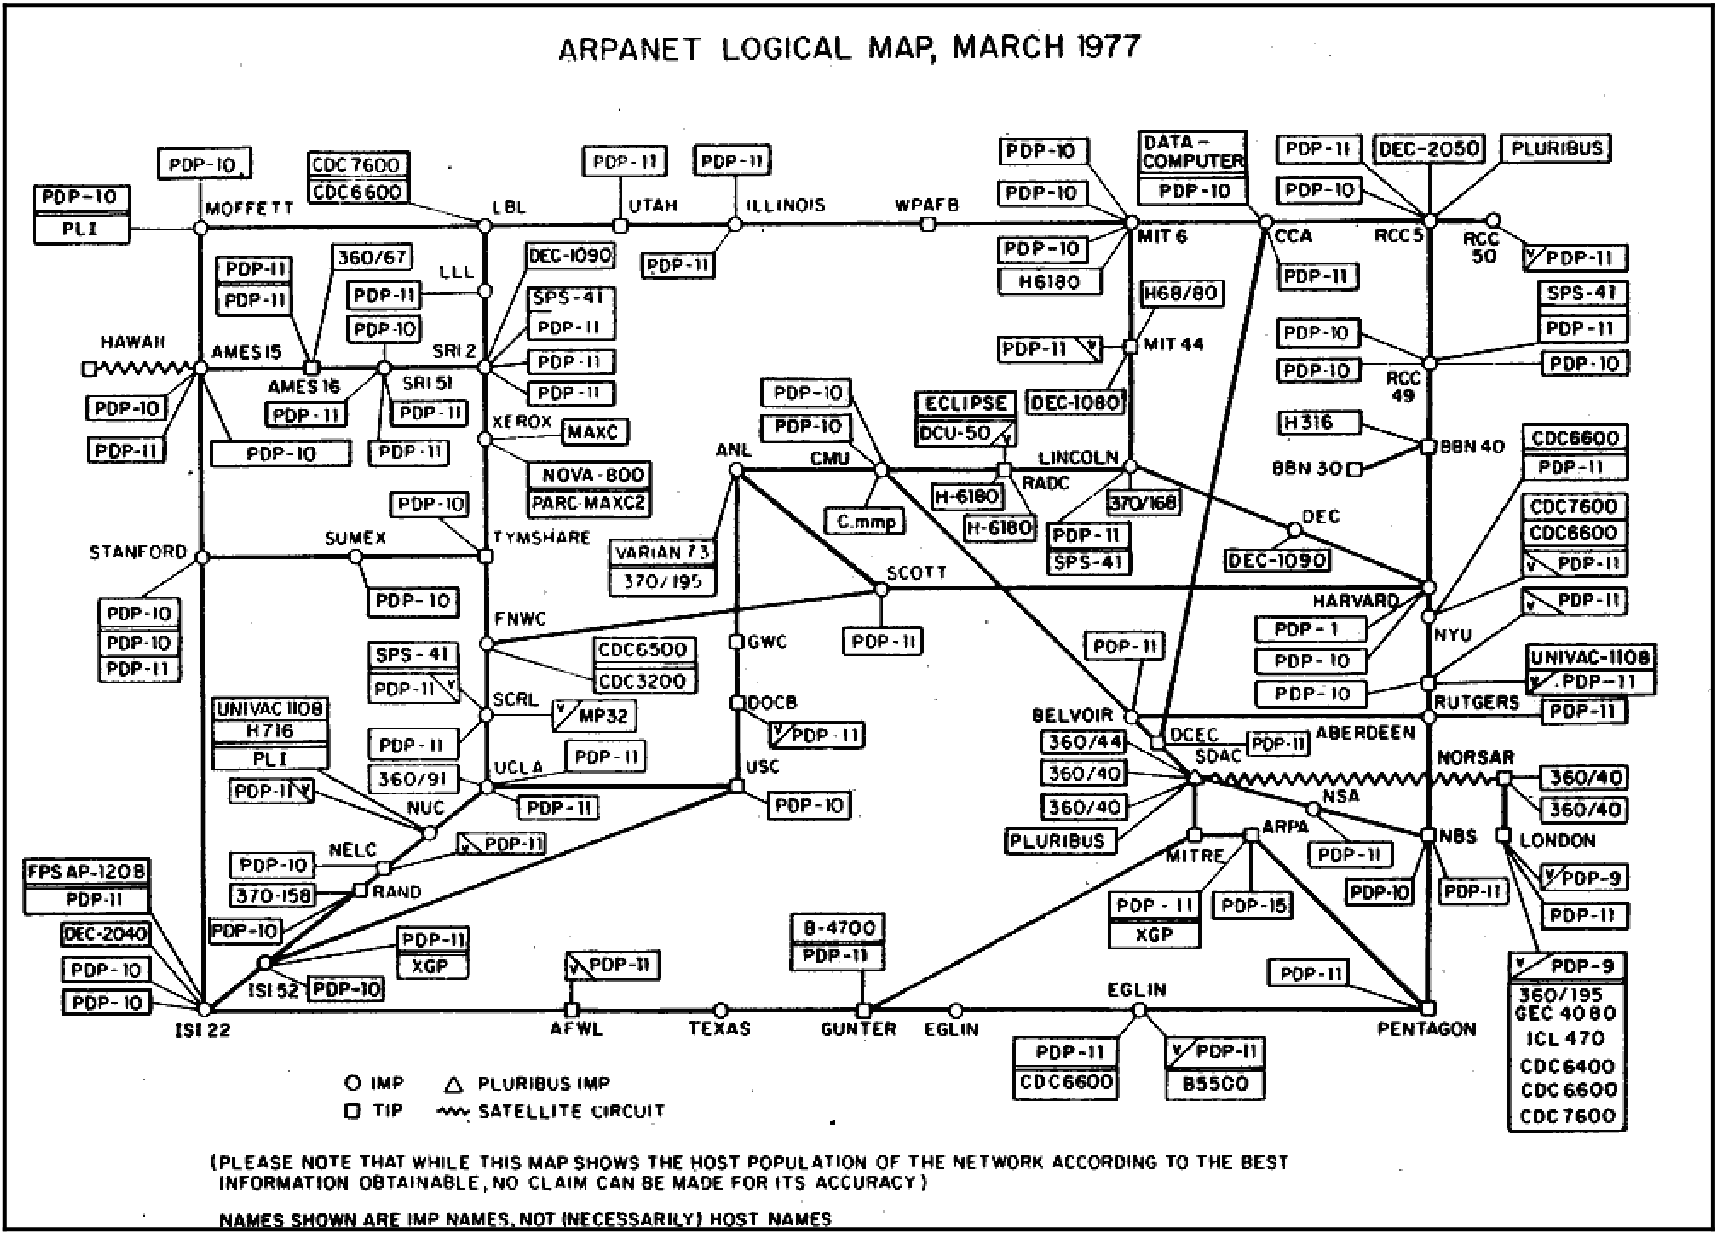 ARPANET LOGICAL MAP, MARCH 1977
PDP-10
CDC 7600
CDC6600
PDP-11
PDP-11
PDP-10
PDP-10
DATA-
COMPUTER
PDP-10
PDP-11
PDP-10
DEC-2050
PLURIBUS
PDP-10
PLI
MOFFETT
LBL
UTAH
ILLINOIS
WPAFB
MIT 6
CCA
RCC 5
RCC
50
PDP-11
PDP-10
H6180
PDP-11
V PDP-11
PDP-11
PDP-11
360/67
LLL
PDP-11
PDP-10
DEC-1090
SPS-41
PDP-11
PDP-11
PDP-11
H68/80
PDP-11 V
MIT 44
DEC-1080
PDP-10
PDP-10
SPS-41
PDP-11
PDP-10
RCC
49
HAWAII
AMES 15
AMES 16
SRI 51
SRI 2
PDP-10
PDP-11
PDP-10
PDP-11
PDP-11
PDP-11
XEROX
MAXC
NOVA-800
PARC-MAXC2
PDP-10
PDP-10
ECLIPSE
DCU-50 V
H316
BBN 40
BBN 30
CDC6600
PDP-11
ANL
CMU
RADC
LINCOLN
C.mmp
H-6180
H-6180
370/168
PDP-11
SPS-41
DEC
DEC-1090
CDC7600
CDC6600
V PDP-11
V PDP-11
PDP-10
STANFORD
SUMEX
TYMSHARE
VARIAN 73
370/195
SCOTT
HARVARD
PDP-10
PDP-10
PDP-10
PDP-11
FNWC
CDC6500
CDC3200
GWC
PDP-11
PDP-11
PDP-1
PDP-10
PDP-10
NYU
UNIVAC-1108
V PDP-11
RUTGERS
PDP-11
SPS-41
PDP-11 V
SCRL
V MP32
PDP-11
DOCB
V PDP-11
UNIVAC 1108
H716
PLI
PDP-11 V
NUC
360/91
UCLA
PDP-11
PDP-11
USC
PDP-10
BELVOIR
DCEC
PDP-11
ABERDEEN
360/44
360/40
360/40
PLURIBUS
SDAC
NORSAR
360/40
360/40
NSA
PDP-11
NBS
PDP-10
PDP-11
LONDON
V PDP-9
PDP-11
V PDP-9
360/195
GEC 4080
ICL 470
CDC6400
CDC6600
CDC7600
MITRE
ARPA
PDP-11
XGP
PDP-15
NELC
V PDP-11
PDP-10
370-158
RAND
PDP-10
FPS AP-120B
PDP-11
DEC-2040
PDP-10
PDP-10
ISI 22
ISI 52
PDP-11
XGP
PDP-10
V PDP-11
AFWL
TEXAS
B-4700
PDP-11
GUNTER
EGLIN
EGLIN
PDP-11
CDC6600
V PDP-11
B5500
PDP-11
PENTAGON
IMP
PLURIBUS IMP
TIP
SATELLITE CIRCUIT
(PLEASE NOTE THAT WHILE THIS MAP SHOWS THE HOST POPULATION OF THE NETWORK ACCORDING TO THE BEST
INFORMATION OBTAINABLE, NO CLAIM CAN BE MADE FOR ITS ACCURACY)
NAMES SHOWN ARE IMP NAMES, NOT (NECESSARILY) HOST NAMES